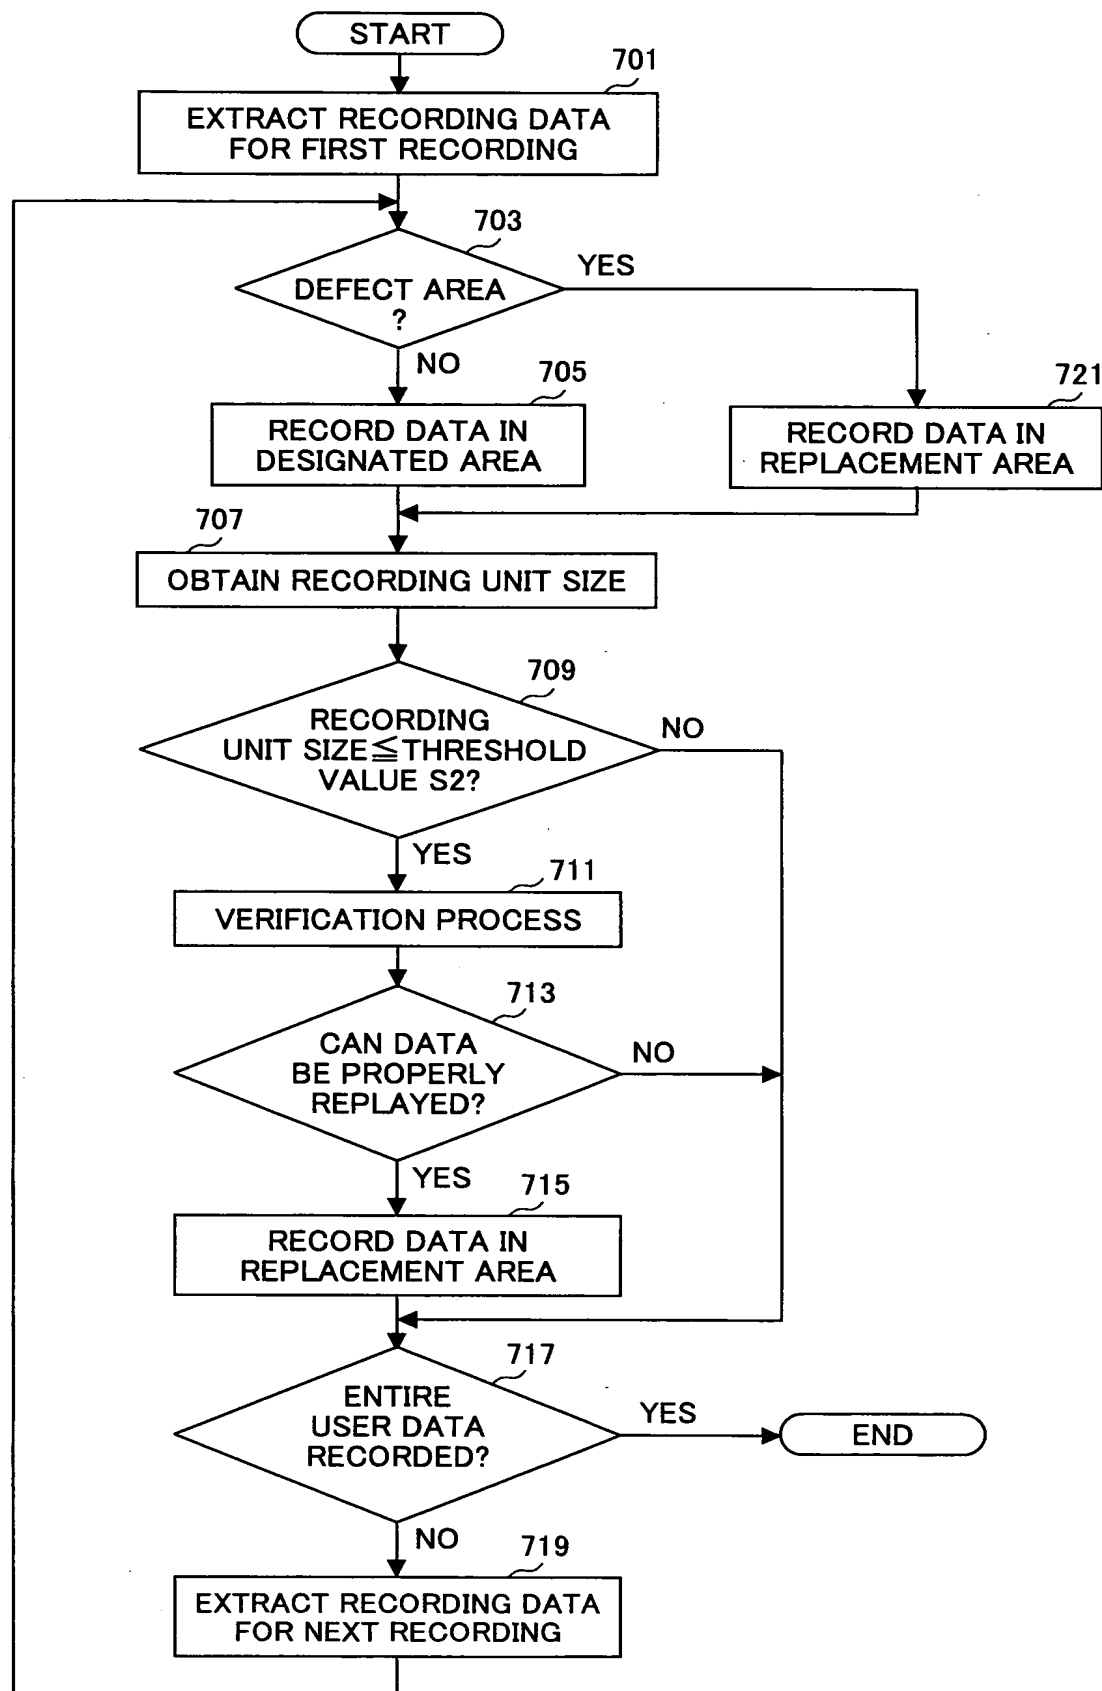 START
701
EXTRACT RECORDING DATA
FOR FIRST RECORDING
703
DEFECT AREA
?
YES
NO
705
RECORD DATA IN
DESIGNATED AREA
721
RECORD DATA IN
REPLACEMENT AREA
707
OBTAIN RECORDING UNIT SIZE
709
RECORDING
UNIT SIZE≦THRESHOLD
VALUE S2?
NO
YES
711
VERIFICATION PROCESS
713
CAN DATA
BE PROPERLY
REPLAYED?
NO
YES
715
RECORD DATA IN
REPLACEMENT AREA
717
ENTIRE
USER DATA
RECORDED?
YES
END
NO
719
EXTRACT RECORDING DATA
FOR NEXT RECORDING